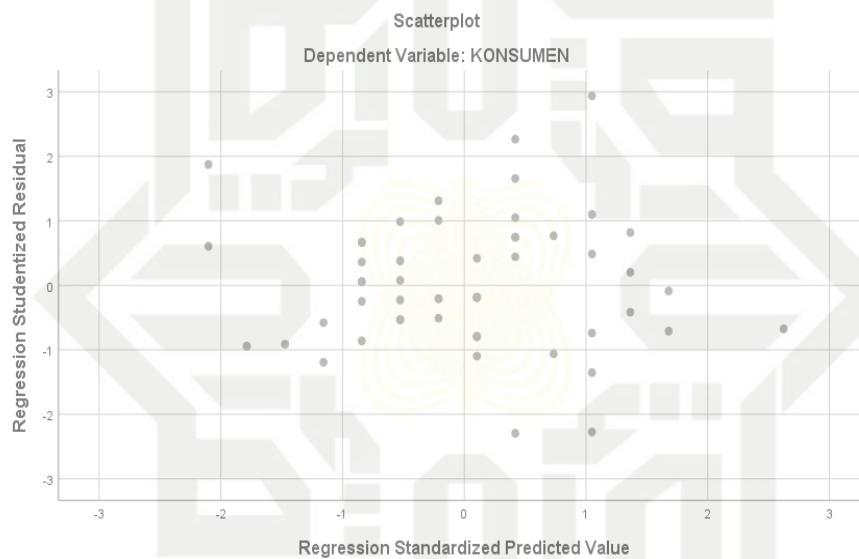 Scatterplot
Dependent Variable: KONSUMEN
Regression Studentized Residual
3
2
1
0
-1
-2
-3
-3 -2 -1 0 1 2 3
Regression Standardized Predicted Value